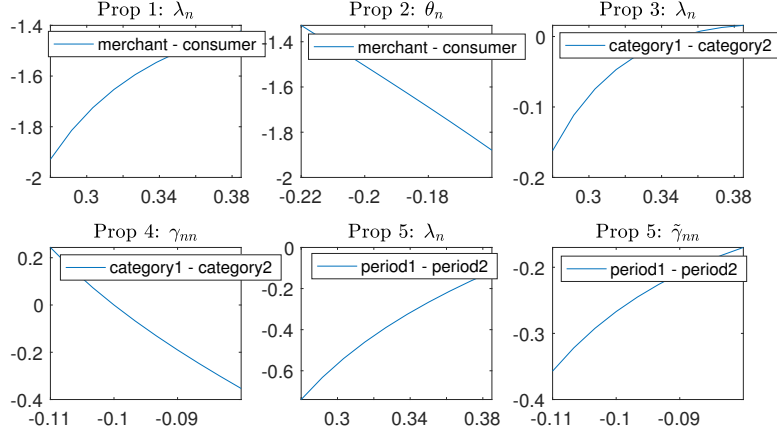 Prop 1: λn
Prop 2: θn
Prop 3: λn
-1.4
-1.6
-1.8
-2
merchant - consumer
0.3 0.34 0.38
-1.4
-1.6
-1.8
-2
merchant - consumer
-0.22 -0.2 -0.18
0
-0.1
-0.2
category1 - category2
0.3 0.34 0.38
Prop 4: γnn
Prop 5: λn
Prop 5: γ̃nn
0.2
0
-0.2
-0.4
category1 - category2
-0.11 -0.1 -0.09
0
-0.2
-0.4
-0.6
period1 - period2
0.3 0.34 0.38
-0.2
-0.3
-0.4
period1 - period2
-0.11 -0.1 -0.09